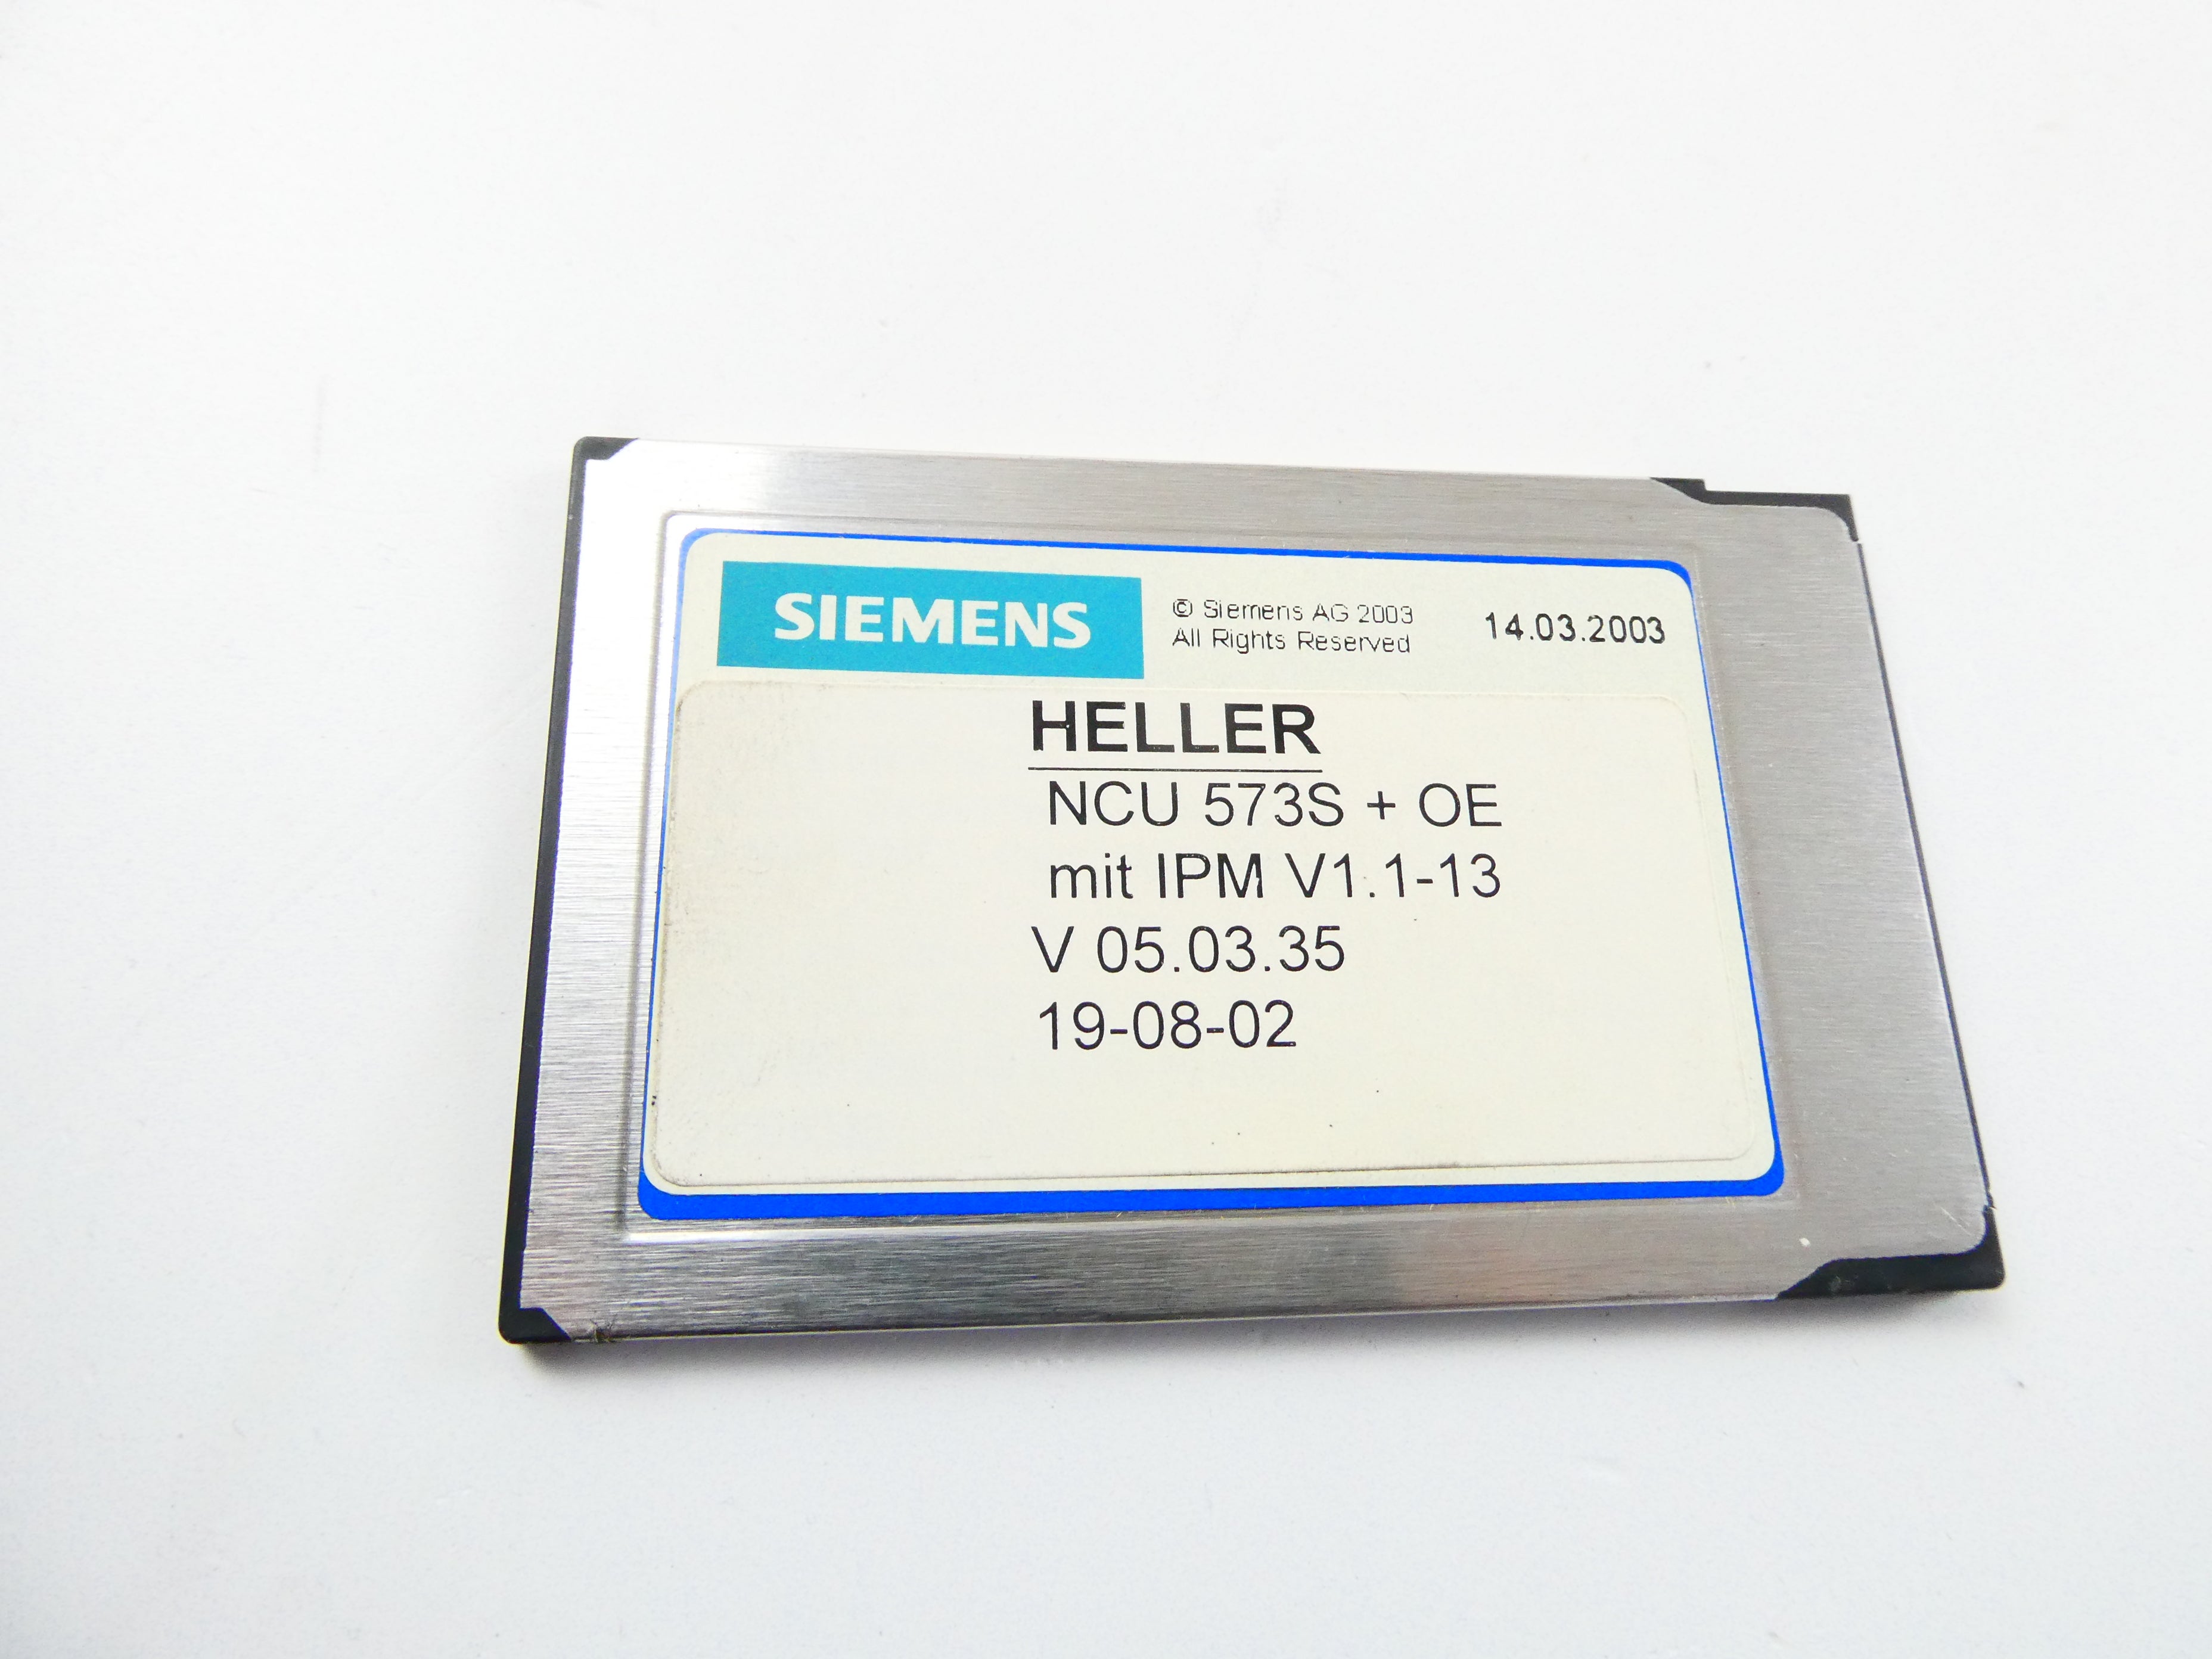 SIEMENS
© Siemens AG 2003
All Rights Reserved
14.03.2003
HELLER
NCU 573S + OE
mit IPM V1.1-13
V 05.03.35
19-08-02